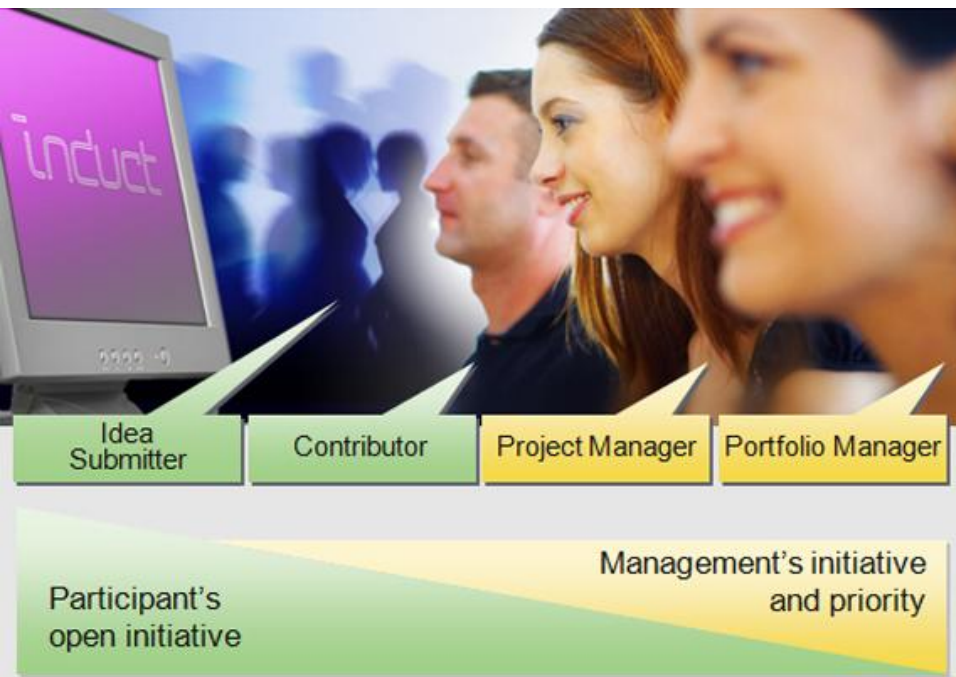 induct
Idea
Submitter
Contributor
Project Manager
Portfolio Manager
Management's initiative
and priority
Participant's
open initiative